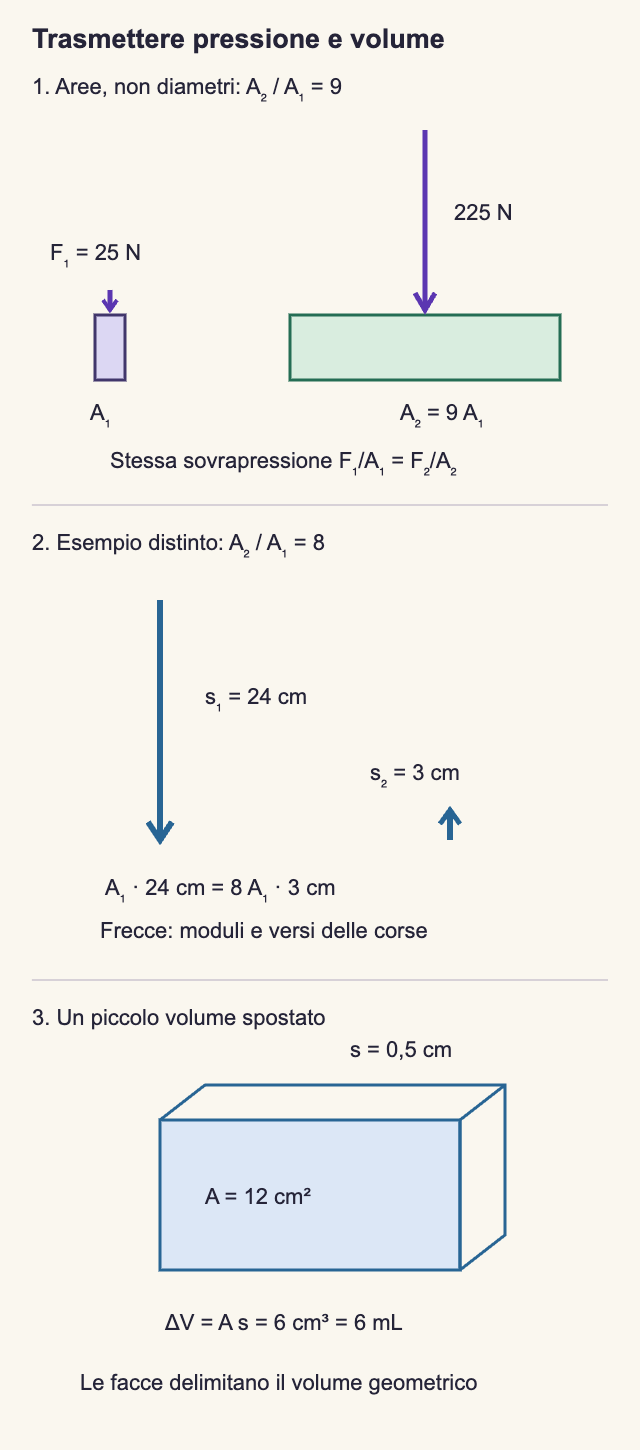 Trasmettere pressione e volume
1. Aree, non diametri: A₂ / A₁ = 9
225 N
F₁ = 25 N
A₁
A₂ = 9 A₁
Stessa sovrapressione F₁/A₁ = F₂/A₂
2. Esempio distinto: A₂ / A₁ = 8
s₁ = 24 cm
s₂ = 3 cm
A₁ · 24 cm = 8 A₁ · 3 cm
Frecce: moduli e versi delle corse
3. Un piccolo volume spostato
s = 0,5 cm
A = 12 cm²
ΔV = A s = 6 cm³ = 6 mL
Le facce delimitano il volume geometrico